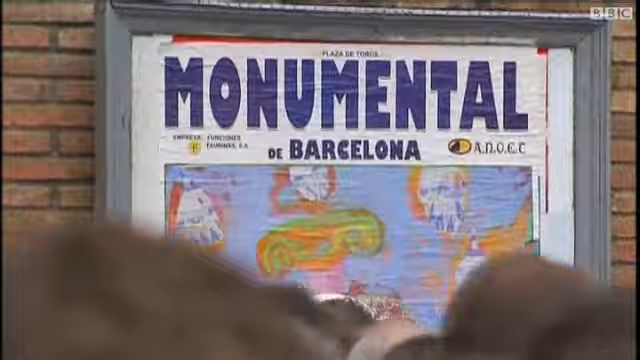 BBC
PLAZA DE TOROS
MONUMENTAL
EMPRESA: FUNCIONES
TAURINAS, S.A.
DE BARCELONA
A.N.O.E.T